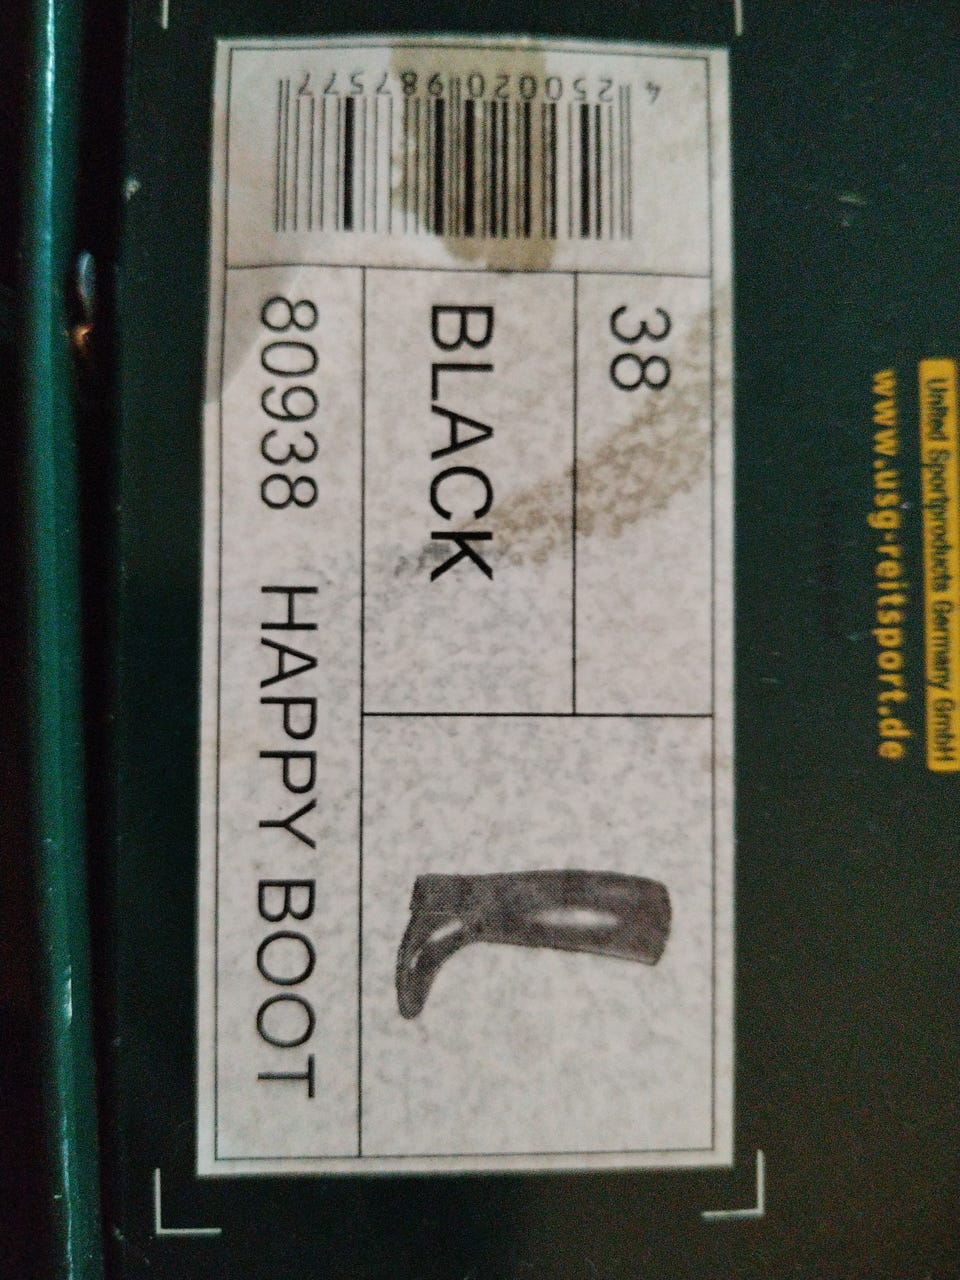 United Sportproducts Germany GmbH
www.usg-reitsport.de
38
BLACK
80938 HAPPY BOOT
4 250020 987577